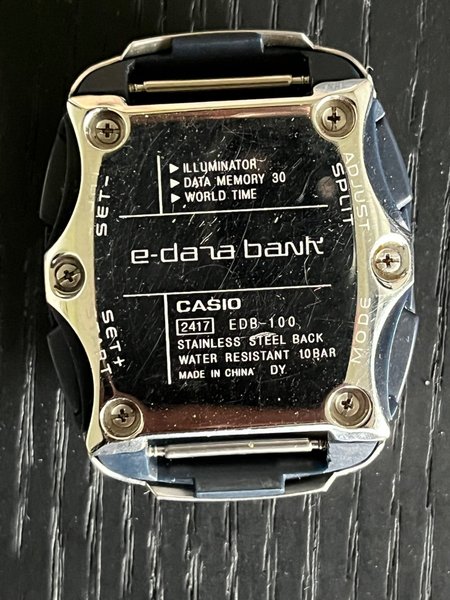 ▶ ILLUMINATOR
▶ DATA MEMORY 30
▶ WORLD TIME
e-data bank
CASIO
2417 EDB-100
STAINLESS STEEL BACK
WATER RESISTANT 10BAR
MADE IN CHINA DY
SET-
ADJUST
SPLIT
SET+
MODE